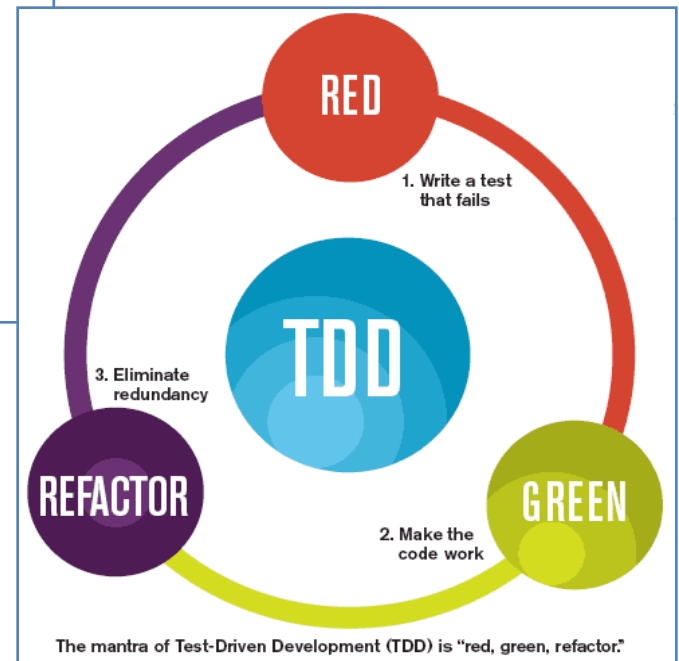 RED
1. Write a test
that fails
TDD
3. Eliminate
redundancy
REFACTOR
GREEN
2. Make the
code work
The mantra of Test-Driven Development (TDD) is “red, green, refactor.”